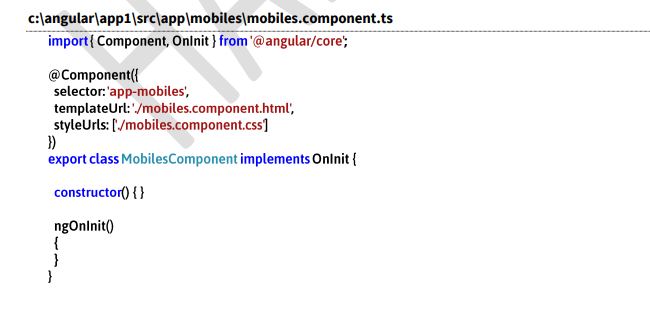 c:\angular\app1\src\app\mobiles\mobiles.component.ts
import { Component, OnInit } from '@angular/core';
@Component({
selector: 'app-mobiles',
templateUrl: './mobiles.component.html',
styleUrls: ['./mobiles.component.css']
})
export class MobilesComponent implements OnInit {
constructor() { }
ngOnInit()
{
}
}